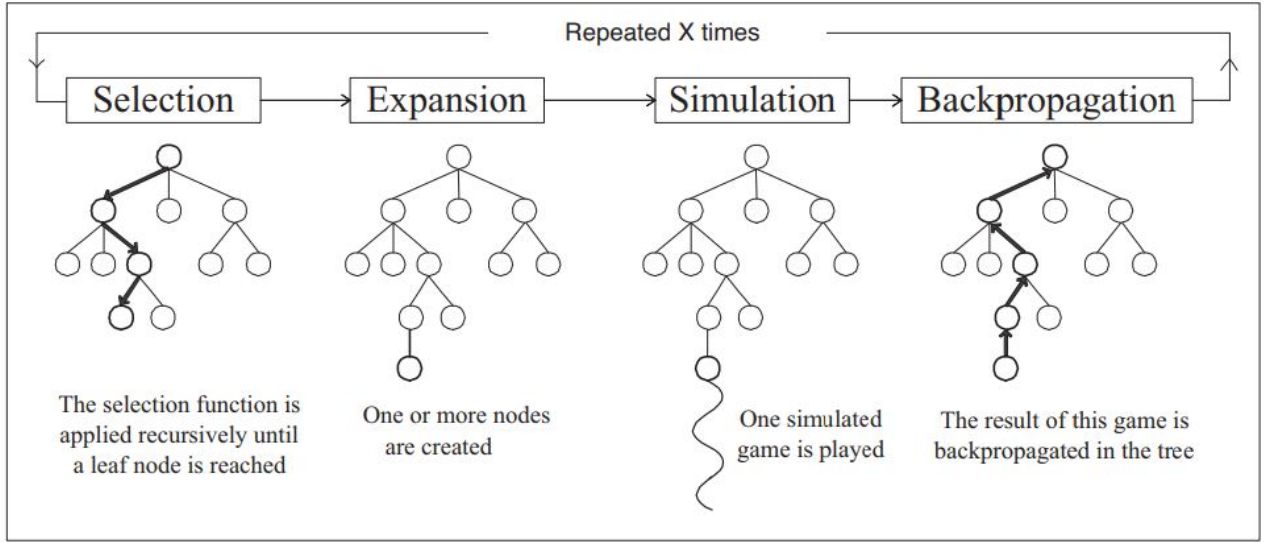 Repeated X times
Selection
Expansion
Simulation
Backpropagation
The selection function is
applied recursively until
a leaf node is reached
One or more nodes
are created
One simulated
game is played
The result of this game is
backpropagated in the tree